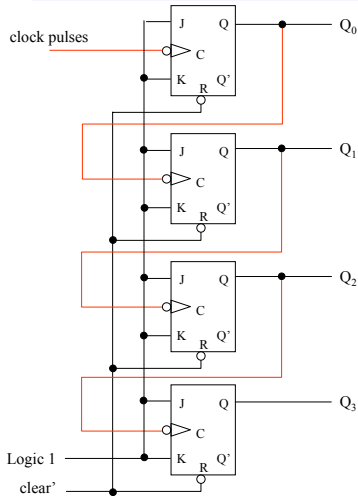 J Q Q0
clock pulses
C
K Q'
R
J Q Q1
C
K Q'
R
J Q Q2
C
K Q'
R
J Q Q3
C
Logic 1 K Q'
R
clear'